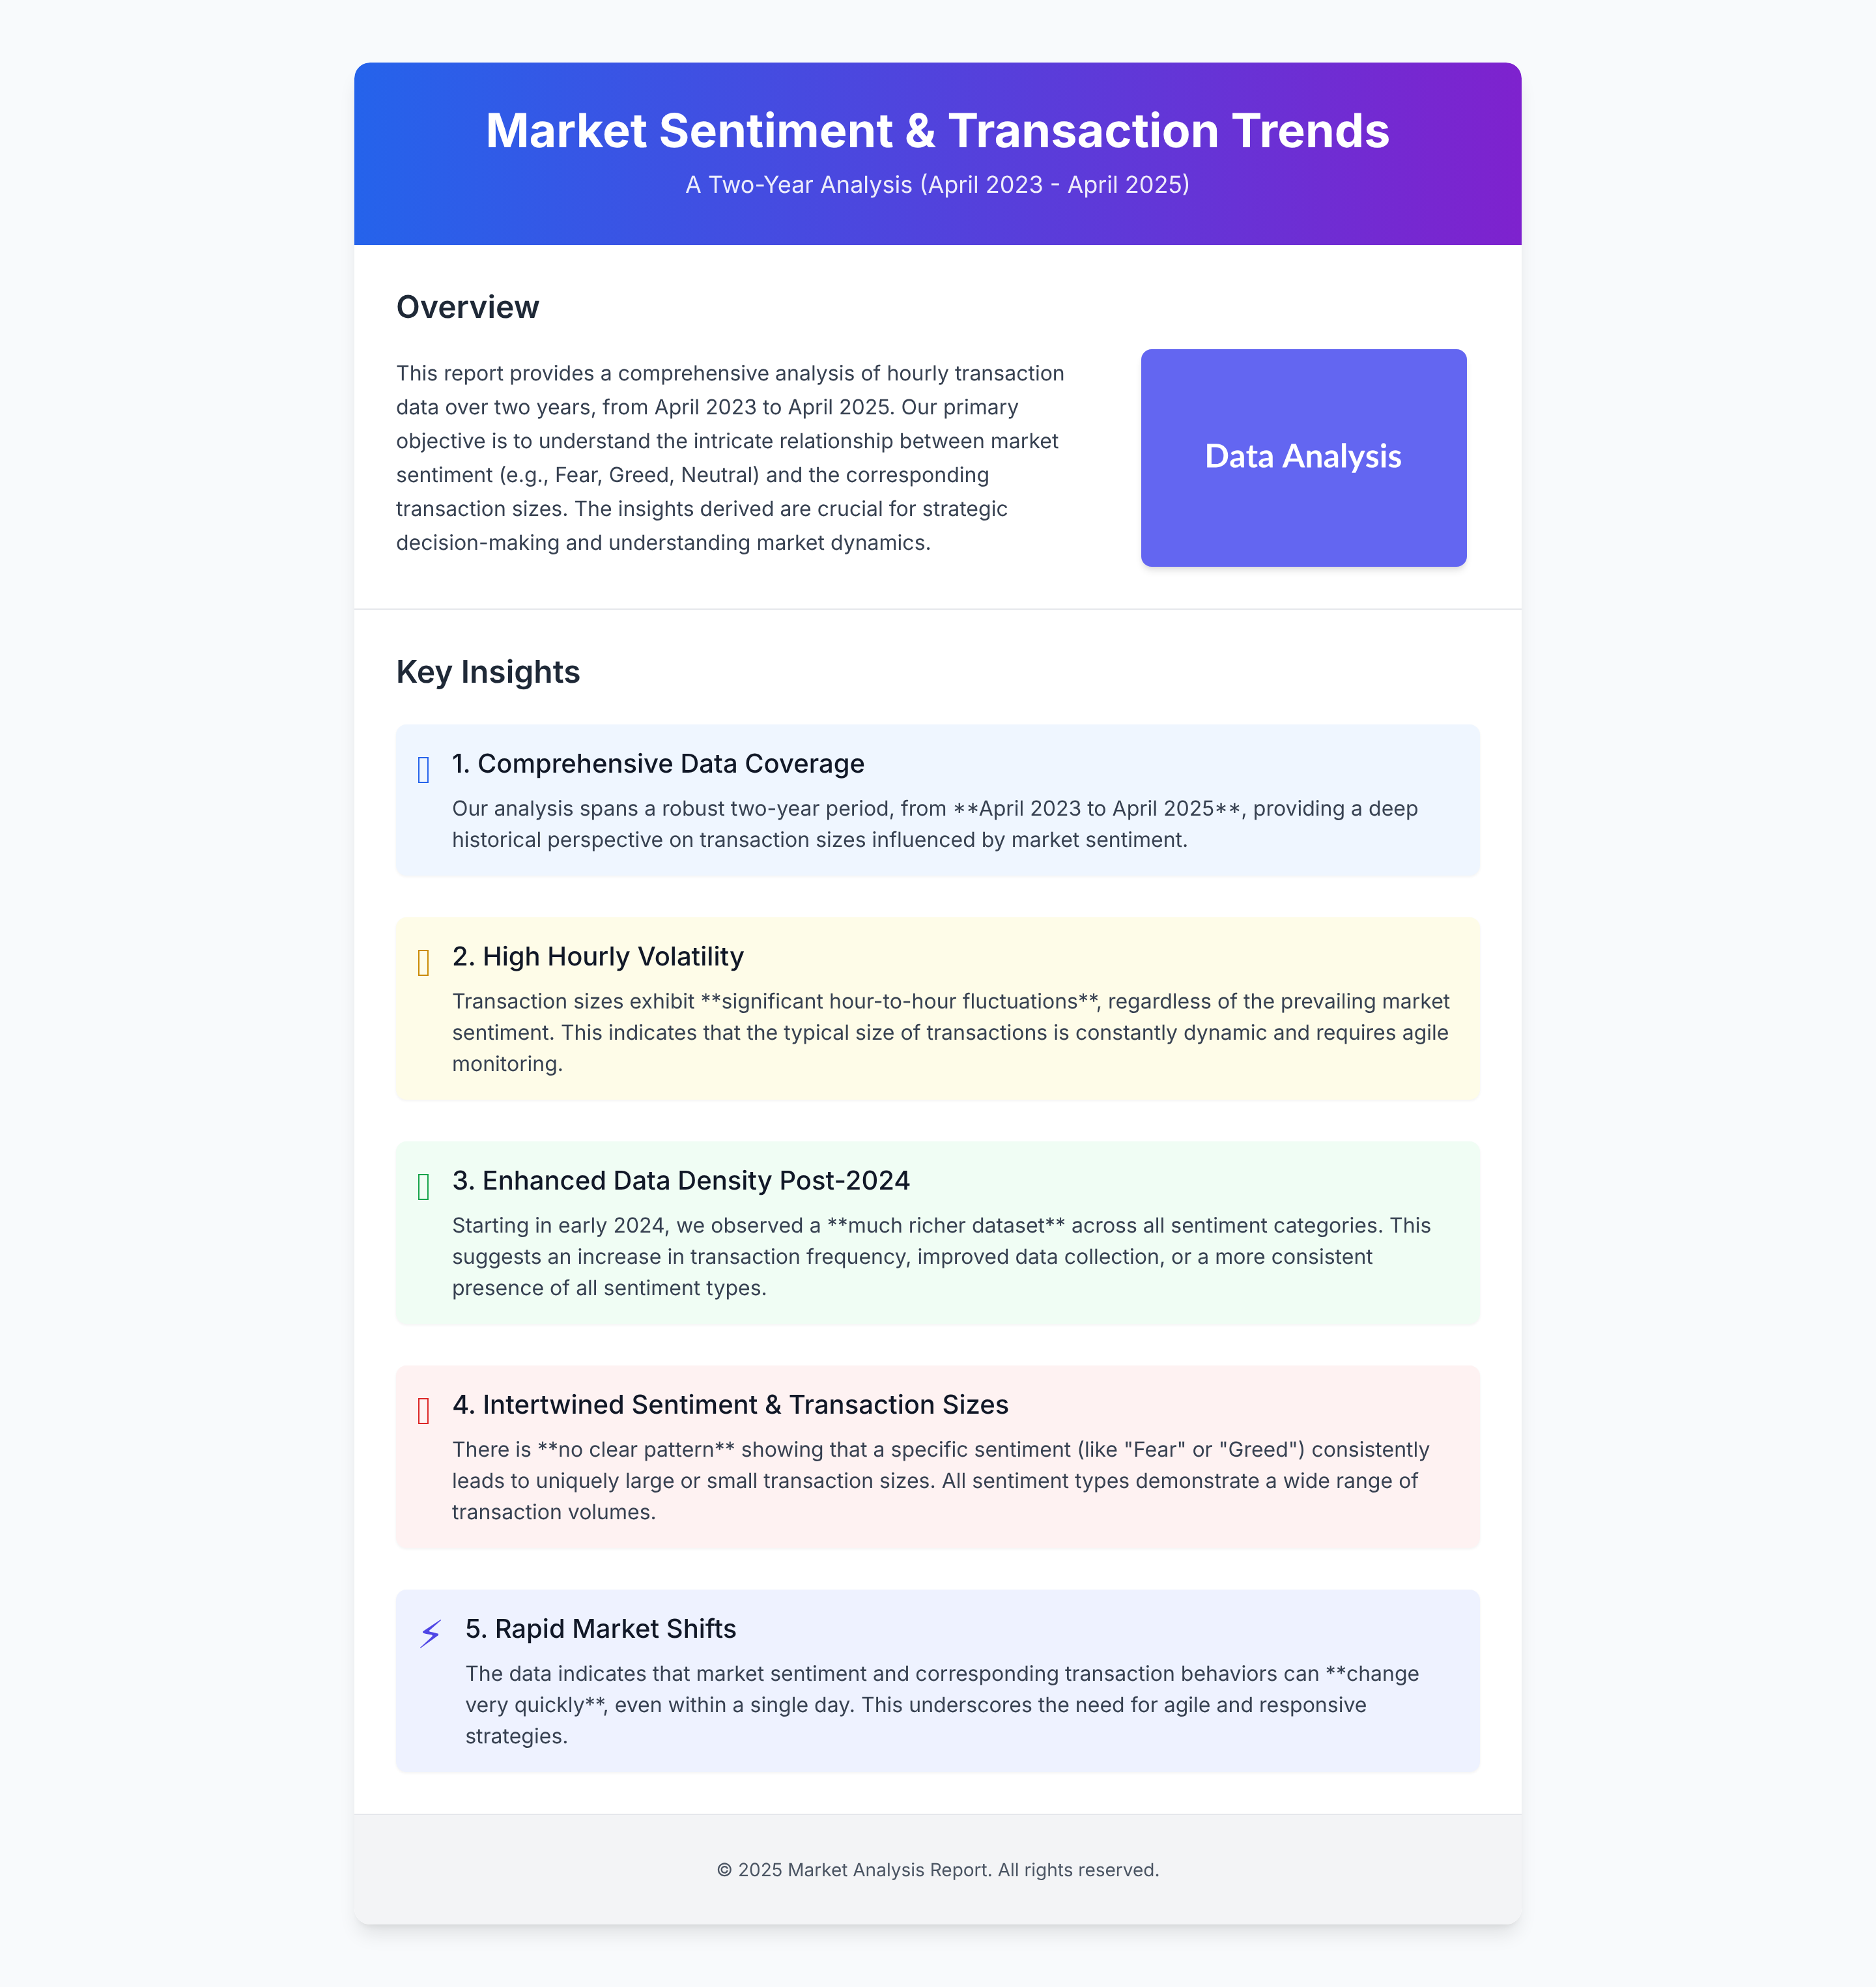 Market Sentiment & Transaction Trends
A Two-Year Analysis (April 2023 - April 2025)
Overview
This report provides a comprehensive analysis of hourly transaction
data over two years, from April 2023 to April 2025. Our primary
objective is to understand the intricate relationship between market
sentiment (e.g., Fear, Greed, Neutral) and the corresponding
transaction sizes. The insights derived are crucial for strategic
decision-making and understanding market dynamics.
Data Analysis
Key Insights
1. Comprehensive Data Coverage
Our analysis spans a robust two-year period, from **April 2023 to April 2025**, providing a deep
historical perspective on transaction sizes influenced by market sentiment.
2. High Hourly Volatility
Transaction sizes exhibit **significant hour-to-hour fluctuations**, regardless of the prevailing market
sentiment. This indicates that the typical size of transactions is constantly dynamic and requires agile
monitoring.
3. Enhanced Data Density Post-2024
Starting in early 2024, we observed a **much richer dataset** across all sentiment categories. This
suggests an increase in transaction frequency, improved data collection, or a more consistent
presence of all sentiment types.
4. Intertwined Sentiment & Transaction Sizes
There is **no clear pattern** showing that a specific sentiment (like "Fear" or "Greed") consistently
leads to uniquely large or small transaction sizes. All sentiment types demonstrate a wide range of
transaction volumes.
5. Rapid Market Shifts
The data indicates that market sentiment and corresponding transaction behaviors can **change
very quickly**, even within a single day. This underscores the need for agile and responsive
strategies.
© 2025 Market Analysis Report. All rights reserved.